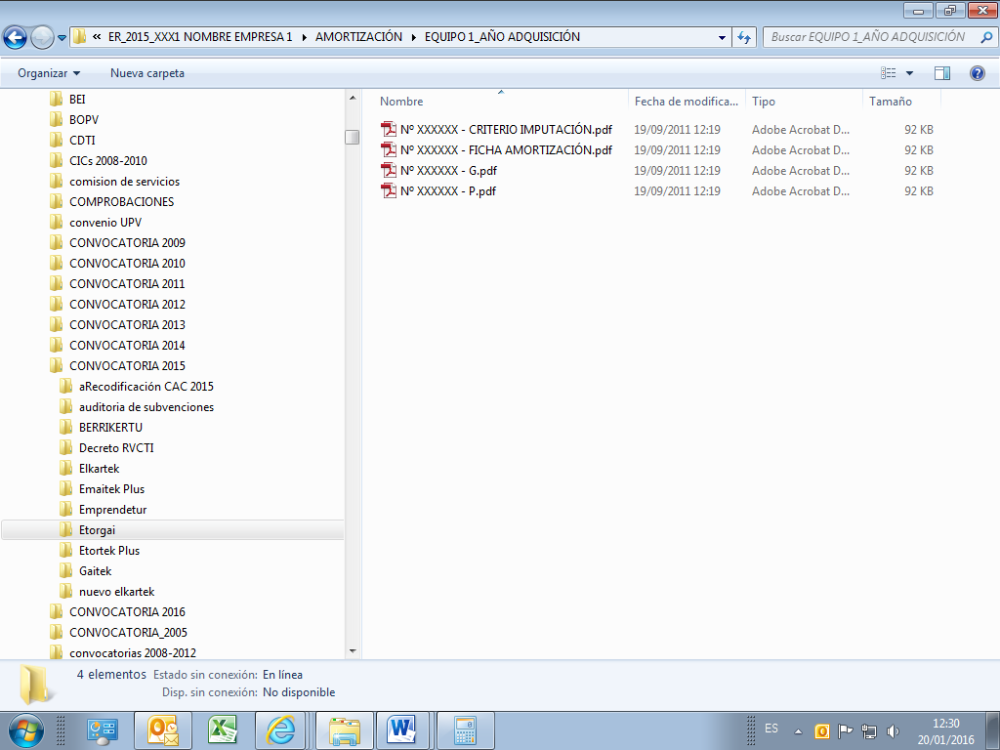 « ER_2015_XXX1 NOMBRE EMPRESA 1 AMORTIZACIÓN EQUIPO 1_AÑO ADQUISICIÓN Buscar EQUIPO 1_AÑO ADQUISICIÓN
Organizar Nueva carpeta
BEI
BOPV
CDTI
CICs 2008-2010
comision de servicios
COMPROBACIONES
convenio UPV
CONVOCATORIA 2009
CONVOCATORIA 2010
CONVOCATORIA 2011
CONVOCATORIA 2012
CONVOCATORIA 2013
CONVOCATORIA 2014
CONVOCATORIA 2015
aRecodificación CAC 2015
auditoria de subvenciones
BERRIKERTU
Decreto RVCTI
Elkartek
Emaitek Plus
Emprendetur
Etorgai
Etortek Plus
Gaitek
nuevo elkartek
CONVOCATORIA 2016
CONVOCATORIA_2005
convocatorias 2008-2012
Nombre Fecha de modifica... Tipo Tamaño
Nº XXXXXX - CRITERIO IMPUTACIÓN.pdf 19/09/2011 12:19 Adobe Acrobat D... 92 KB
Nº XXXXXX - FICHA AMORTIZACIÓN.pdf 19/09/2011 12:19 Adobe Acrobat D... 92 KB
Nº XXXXXX - G.pdf 19/09/2011 12:19 Adobe Acrobat D... 92 KB
Nº XXXXXX - P.pdf 19/09/2011 12:19 Adobe Acrobat D... 92 KB
4 elementos Estado sin conexión: En línea
Disp. sin conexión: No disponible
ES
12:30
20/01/2016